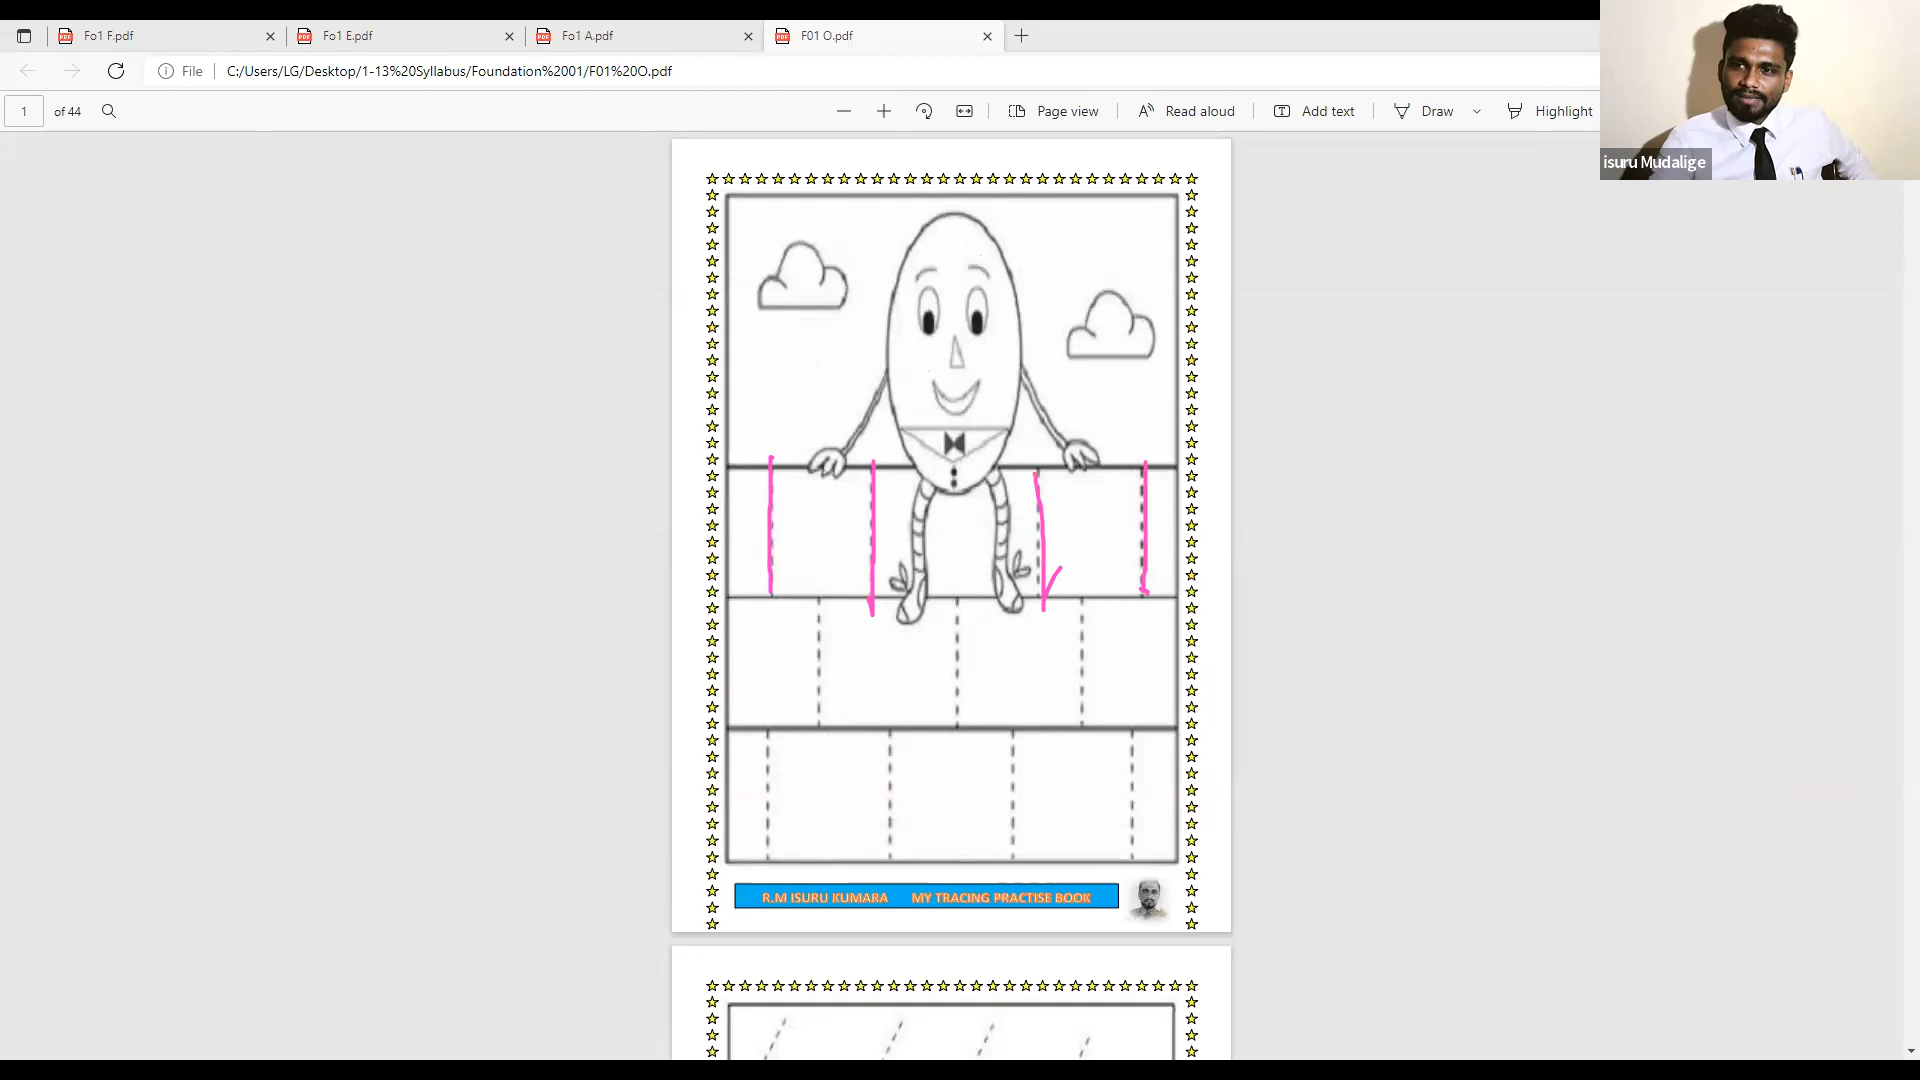 Fo1 F.pdf
Fo1 E.pdf
Fo1 A.pdf
F01 O.pdf
File
C:/Users/LG/Desktop/1-13%20Syllabus/Foundation%2001/F01%20O.pdf
1 of 44
Page view
Read aloud
Add text
Draw
Highlight
isuru Mudalige
R.M ISURU KUMARA MY TRACING PRACTISE BOOK